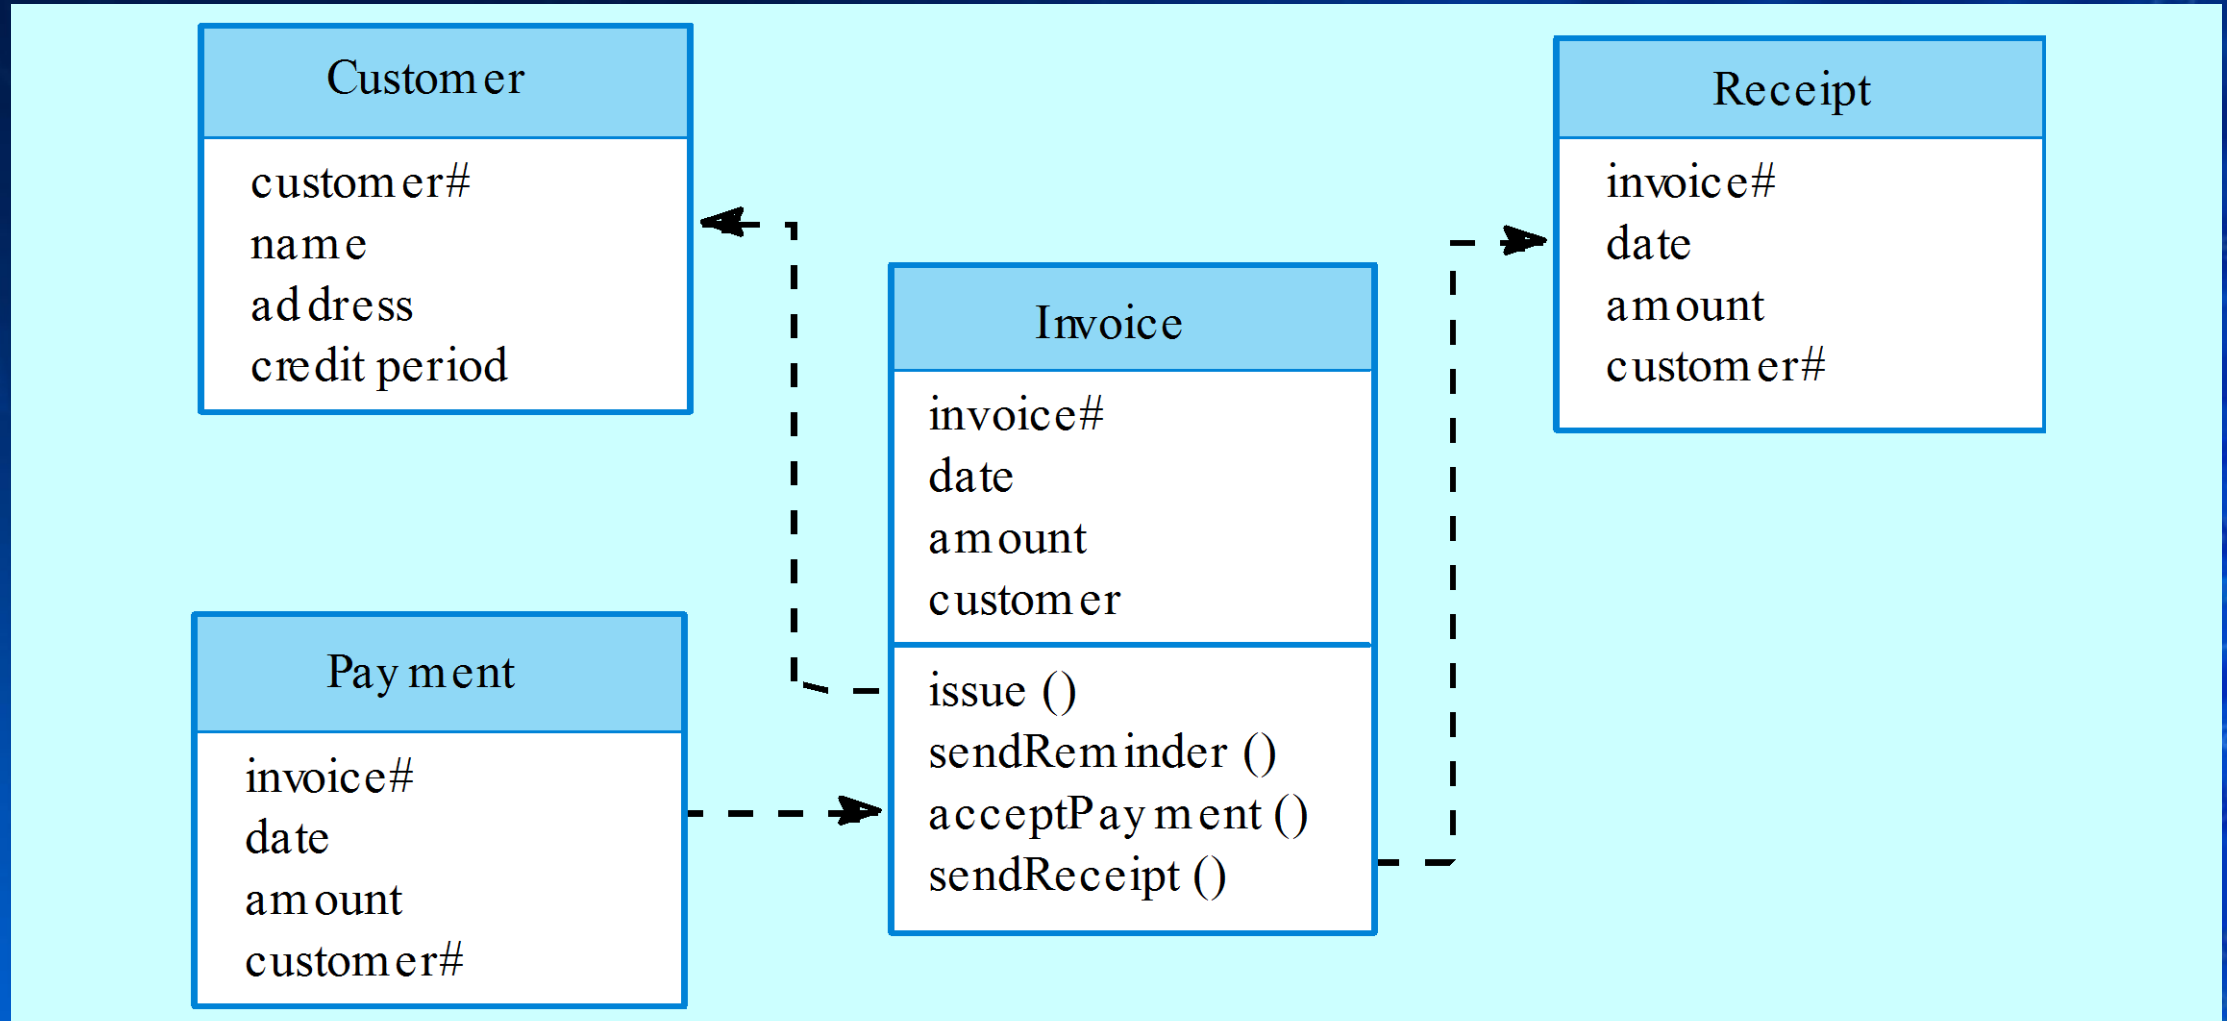 Customer
customer#
name
address
credit period
Receipt
invoice#
date
amount
customer#
Invoice
invoice#
date
amount
customer
issue ()
sendReminder ()
acceptPayment ()
sendReceipt ()
Payment
invoice#
date
amount
customer#